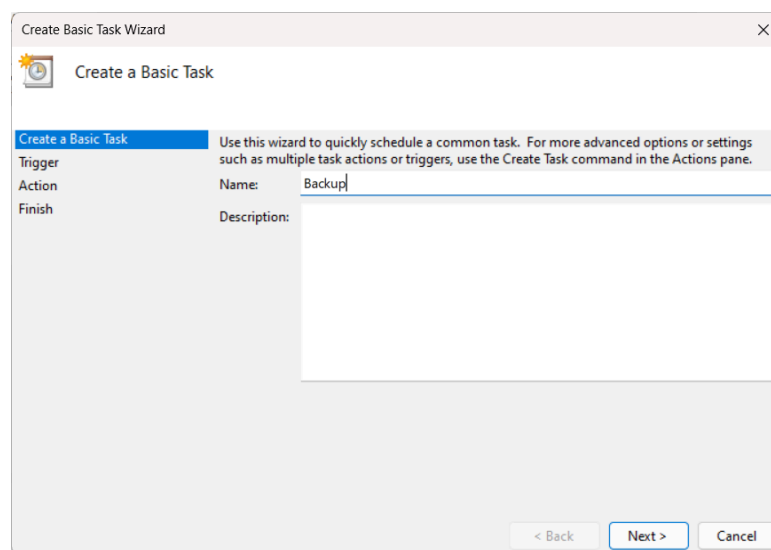 Create Basic Task Wizard
Create a Basic Task
Create a Basic Task
Trigger
Action
Finish
Use this wizard to quickly schedule a common task.  For more advanced options or settings
such as multiple task actions or triggers, use the Create Task command in the Actions pane.
Name: Backup
Description:
< Back Next > Cancel